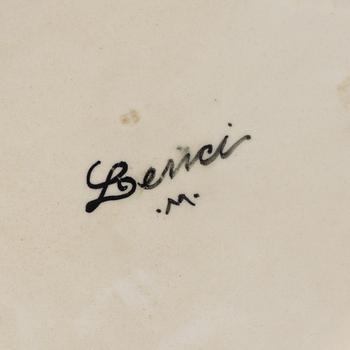 Lenci
.M.